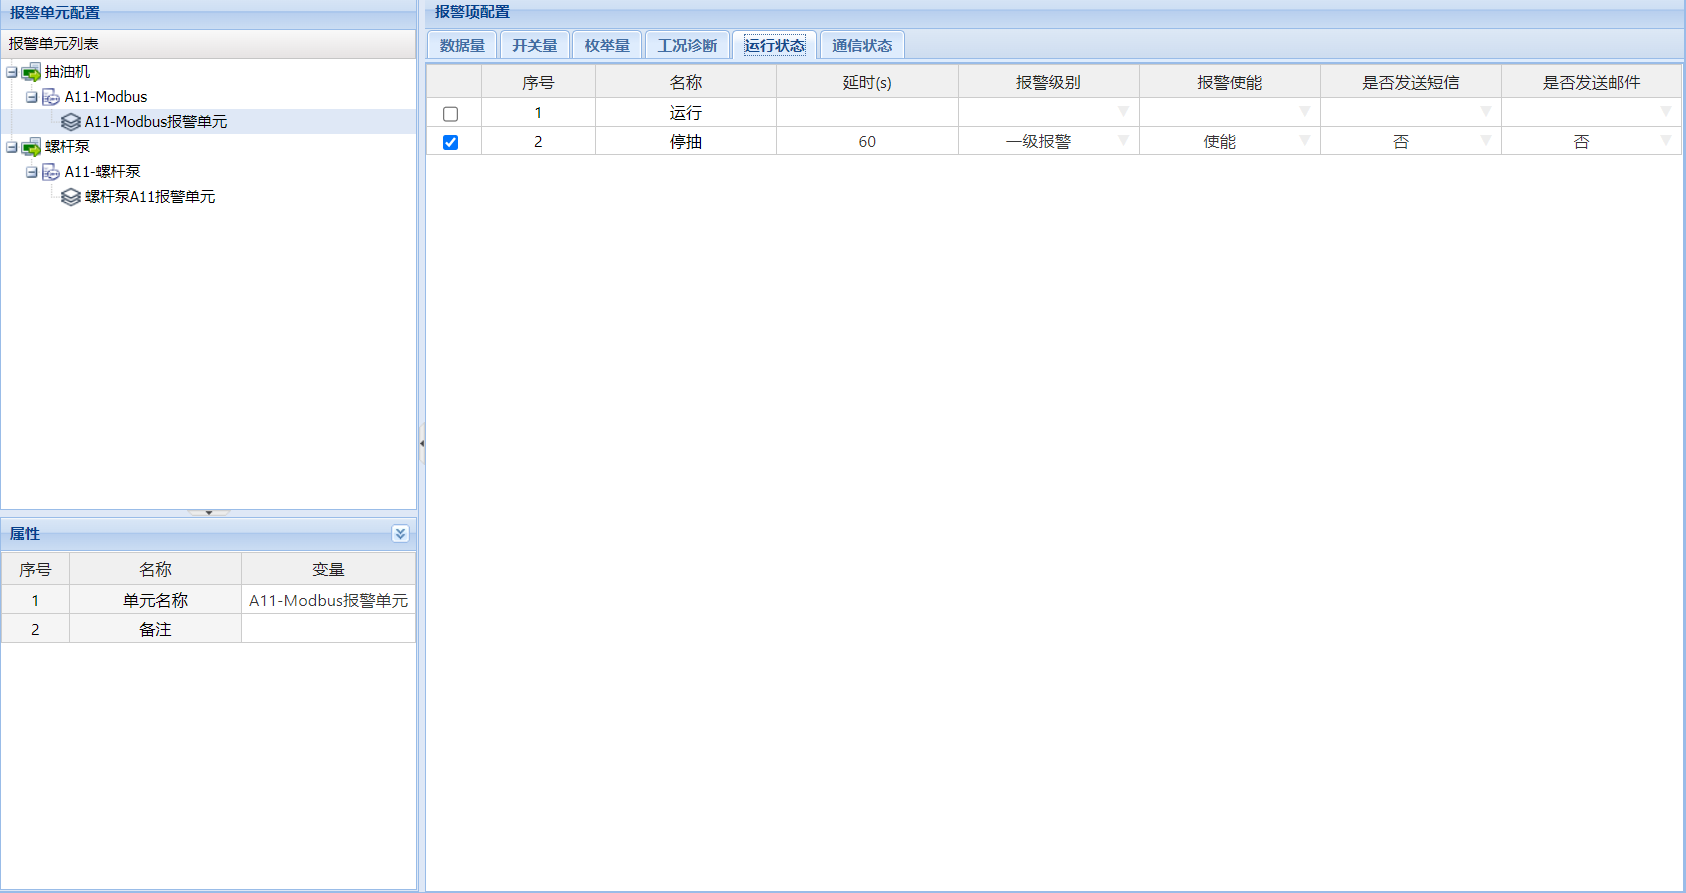 报警单元配置
报警单元列表
抽油机
A11-Modbus
A11-Modbus报警单元
螺杆泵
A11-螺杆泵
螺杆泵A11报警单元
属性
序号 名称 变量
1 单元名称 A11-Modbus报警单元
2 备注
报警项配置
数据量 开关量 枚举量 工况诊断 运行状态 通信状态
序号 名称 延时(s) 报警级别 报警使能 是否发送短信 是否发送邮件
1 运行
2 停抽 60 一级报警 使能 否 否